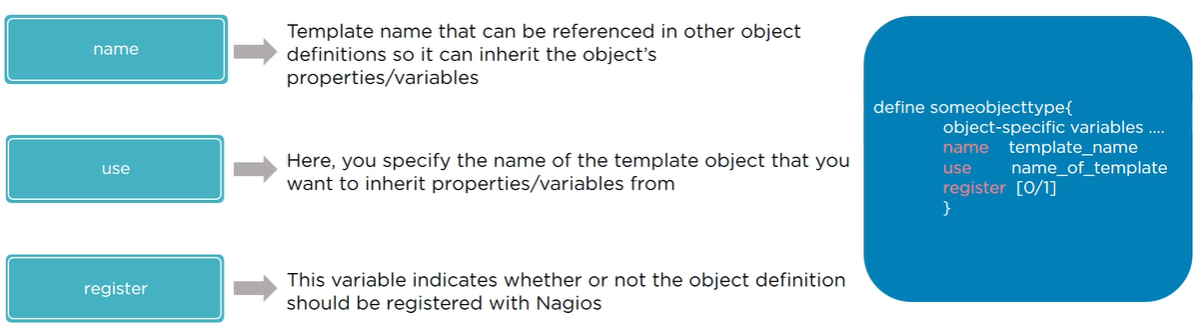 name
Template name that can be referenced in other object
definitions so it can inherit the object’s
properties/variables
use
Here, you specify the name of the template object that you
want to inherit properties/variables from
register
This variable indicates whether or not the object definition
should be registered with Nagios
define someobjecttype{
object-specific variables ....
name template_name
use name_of_template
register [0/1]
}